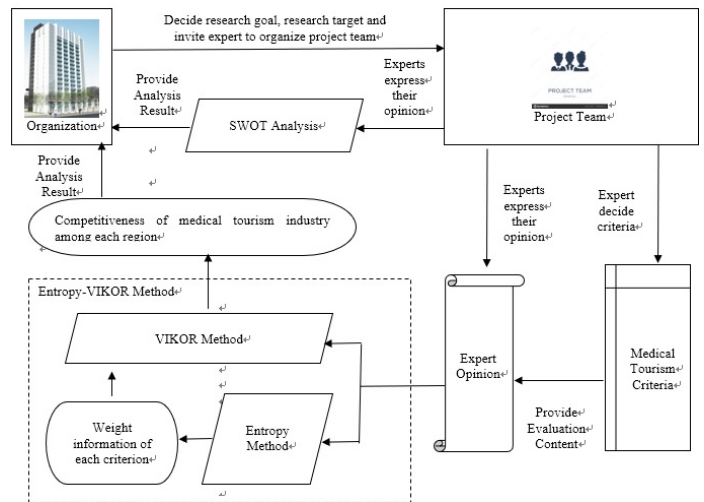 Decide research goal, research target and
invite expert to organize project team
Organization
Provide
Analysis
Result
SWOT Analysis
Experts
express
their
opinion
PROJECT TEAM
Project Team
Provide
Analysis
Result
Competitiveness of medical tourism industry
among each region
Experts
express
their
opinion
Expert
decide
criteria
Entropy-VIKOR Method
VIKOR Method
Expert
Opinion
Medical
Tourism
Criteria
Weight
information of
each criterion
Entropy
Method
Provide
Evaluation
Content